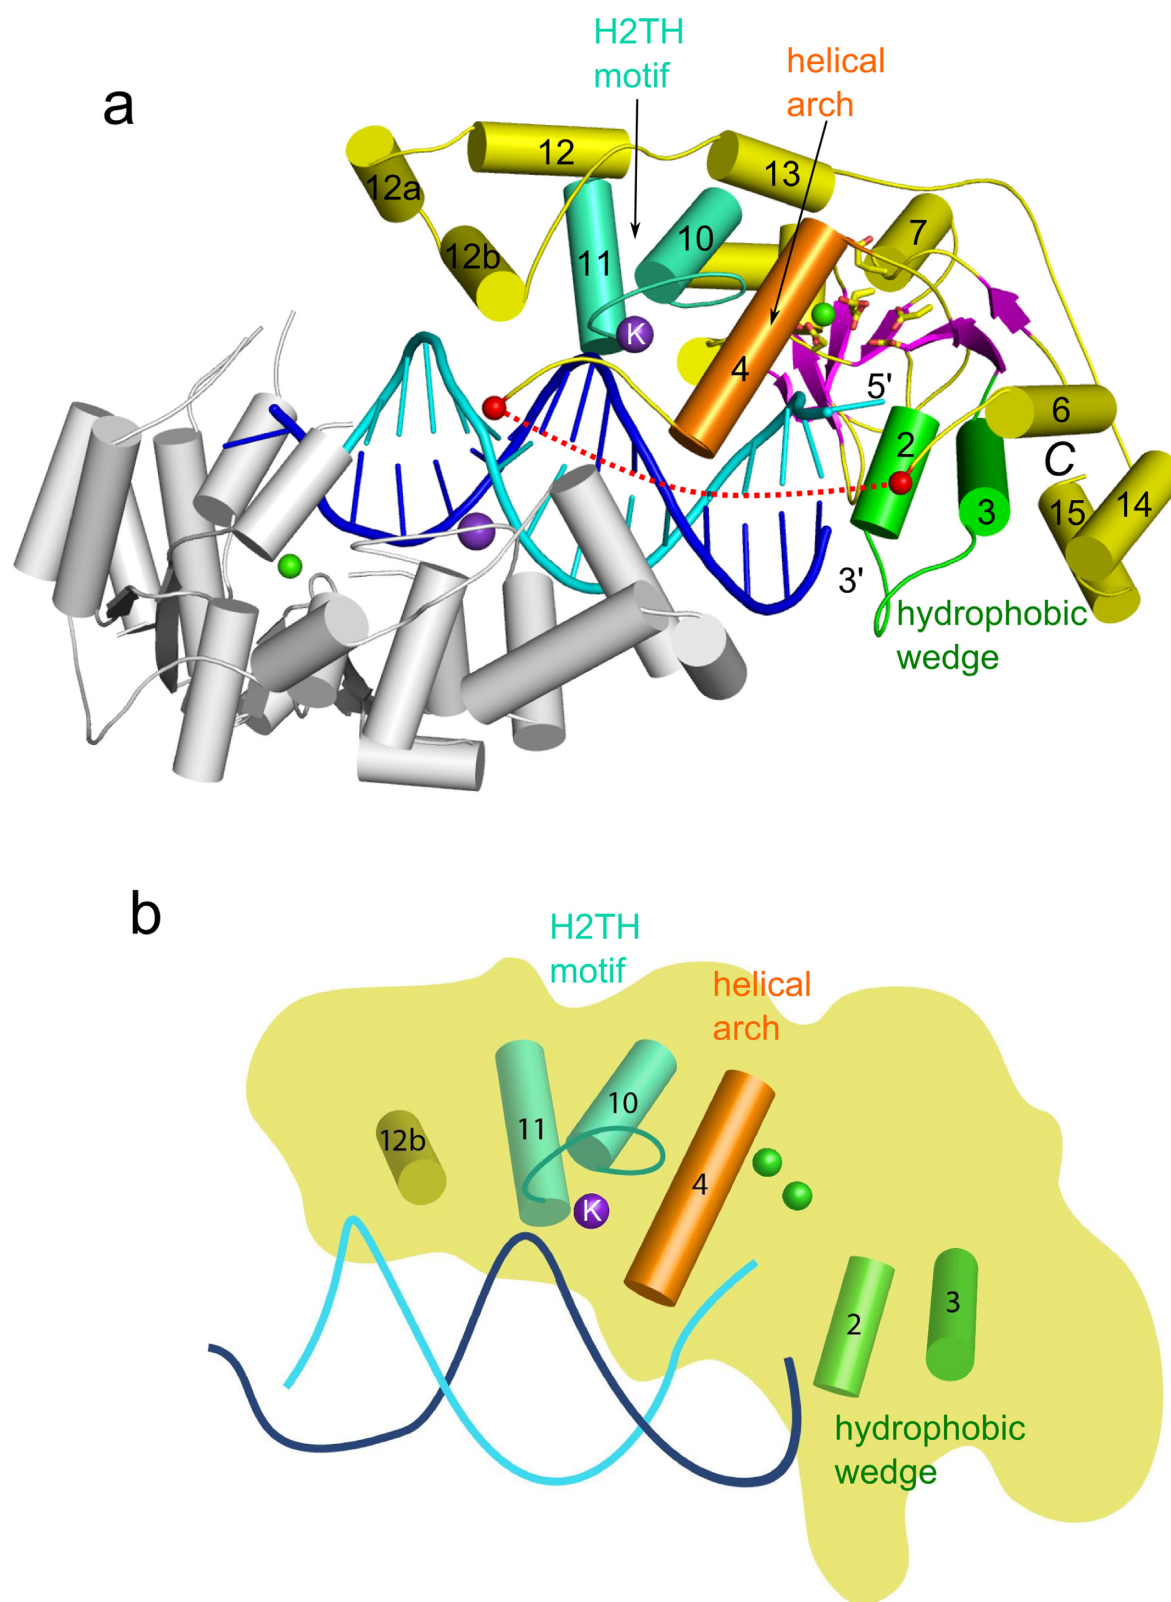 a
H2TH
motif
helical
arch
12
13
12a
7
10
12b
11
K
4
5'
6
2
C
3
15
14
3'
hydrophobic
wedge
b
H2TH
motif
helical
arch
10
11
12b
4
K
3
2
hydrophobic
wedge